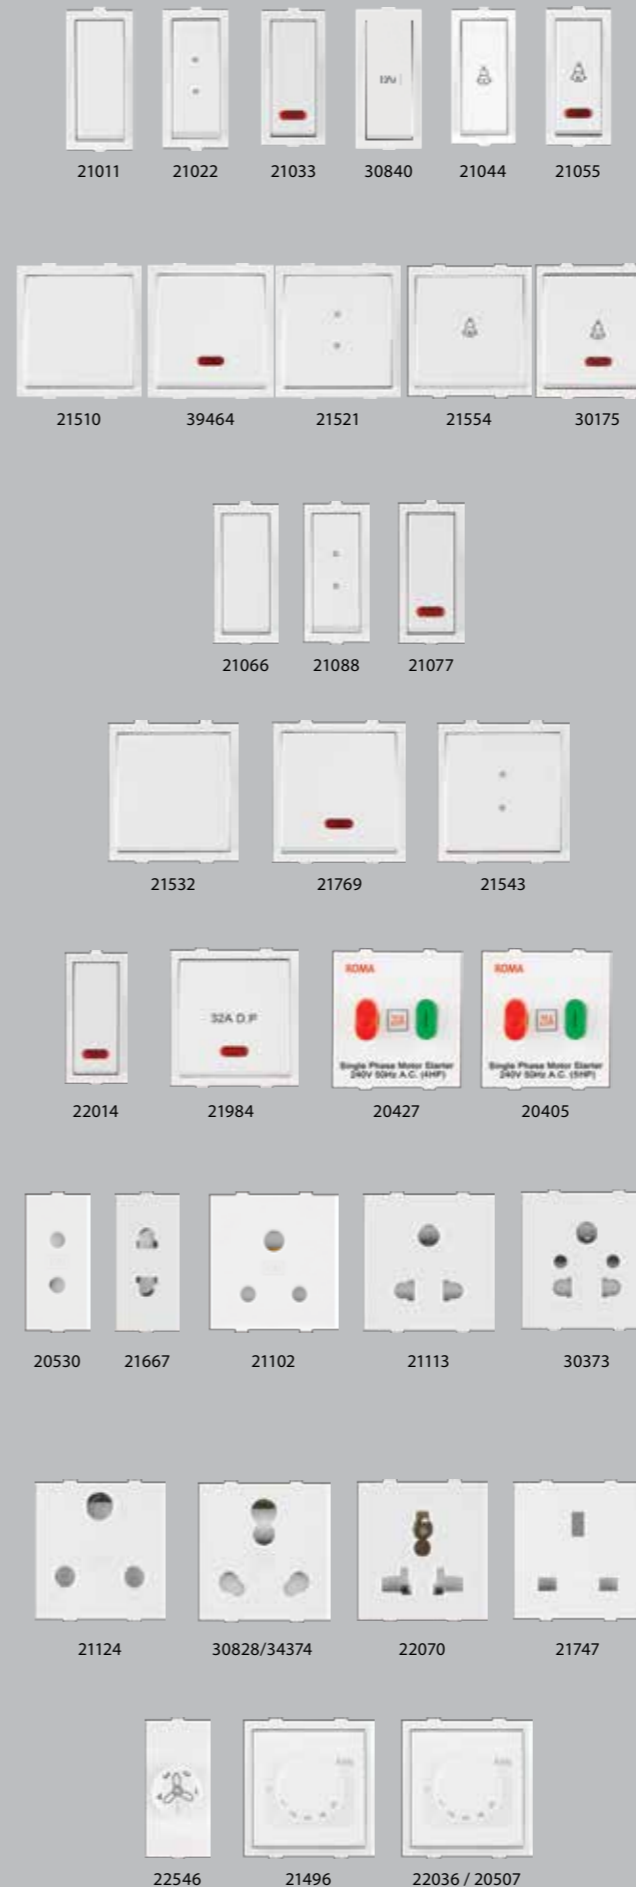 21011 21022 21033 30840 21044 21055
21510 39464 21521 21554 30175
21066 21088 21077
21532 21769 21543
32A D.P
ROMA ROMA
20A 20A
Single Phase Motor Starter Single Phase Motor Starter
240V 50Hz A.C. (4HP) 240V 50Hz A.C. (5HP)
22014 21984 20427 20405
20530 21667 21102 21113 30373
21124 30828/34374 22070 21747
22546 21496 22036 / 20507